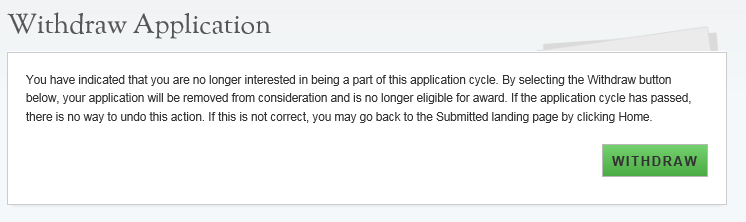 Withdraw Application
You have indicated that you are no longer interested in being a part of this application cycle. By selecting the Withdraw button
below, your application will be removed from consideration and is no longer eligible for award. If the application cycle has passed,
there is no way to undo this action. If this is not correct, you may go back to the Submitted landing page by clicking Home.
WITHDRAW